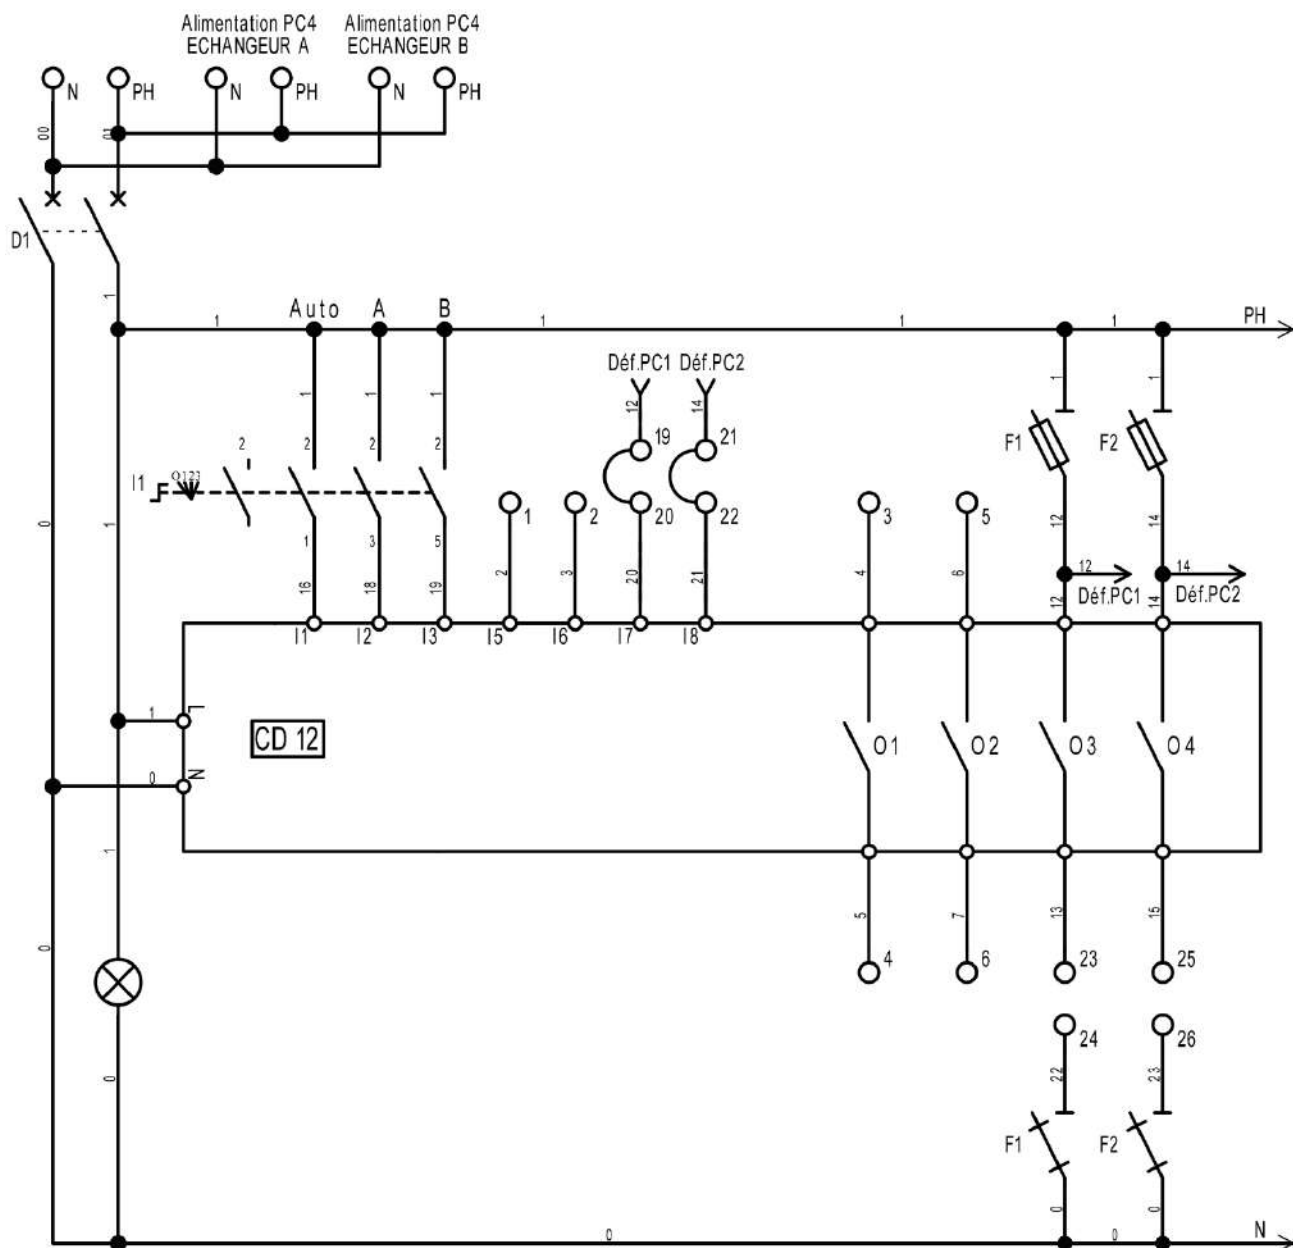 Alimentation PC4 Alimentation PC4
ECHANGEUR A ECHANGEUR B
N PH N PH N PH
00 01
D1
1
Auto A B
1 1 1 1 PH
Déf.PC1 Déf.PC2
1 1 1 12 14 1 1
19 21
F1 F2
2 2 2 2
I1 0123
1 2 20 22 3 5
0 1 1 3 5 12 14
16 18 19 2 3 20 21 4 6
12 14
Déf.PC1 Déf.PC2
12 14
I1 I2 I3 I5 I6 I7 I8
1 L
CD 12
O1 O2 O3 O4
0 N
1
5 7 13 15
0 4 6 23 25
24 26
0 22 23
F1 F2
0 0
0 0 N